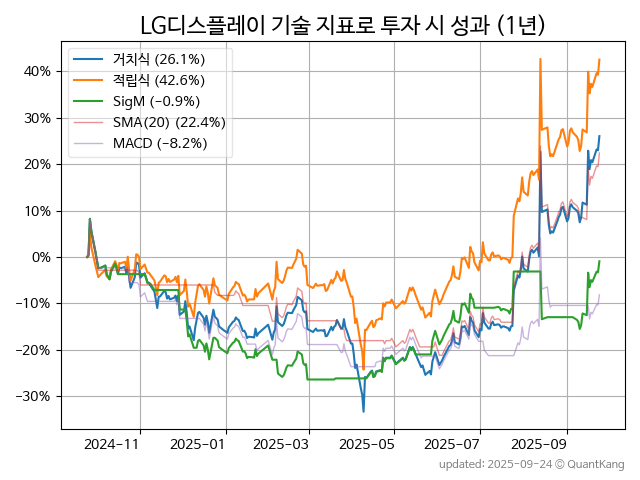 LG디스플레이 기술 지표로 투자 시 성과 (1년)
거치식 (26.1%)
적립식 (42.6%)
SigM (-0.9%)
SMA(20) (22.4%)
MACD (-8.2%)
40%
30%
20%
10%
0%
-10%
-20%
-30%
2024-11
2025-01
2025-03
2025-05
2025-07
2025-09
updated: 2025-09-24 © QuantKang